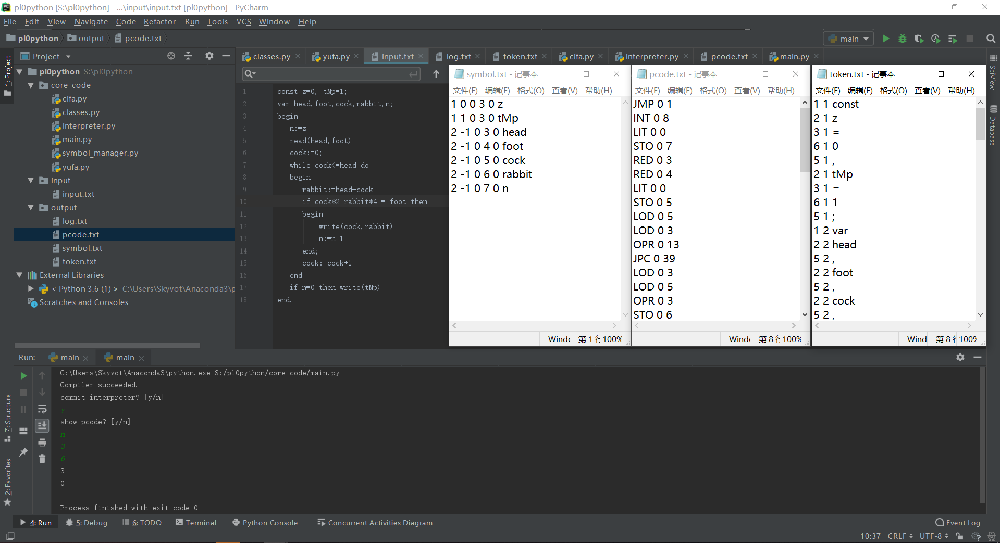 pl0python [S:\pl0python] - ...\input\input.txt [pl0python] - PyCharm
File Edit View Navigate Code Refactor Run Tools VCS Window Help
pl0python output pcode.txt
main
1: Project
Project
classes.py yufa.py input.txt log.txt token.txt cifa.py interpreter.py pcode.txt main.py
pl0python S:\pl0python
core_code
cifa.py
classes.py
interpreter.py
main.py
symbol_manager.py
yufa.py
input
input.txt
output
log.txt
pcode.txt
symbol.txt
token.txt
External Libraries
< Python 3.6 (1) > C:\Users\Skyvot\Anaconda3\p
Scratches and Consoles
1 const z=0, tMp=1;
2 var head,foot,cock,rabbit,n;
3 begin
4 n:=z;
5 read(head,foot);
6 cock:=0;
7 while cock<=head do
8 begin
9 rabbit:=head-cock;
10 if cock*2+rabbit*4 = foot then
11 begin
12 write(cock,rabbit);
13 n:=n+1
14 end;
15 cock:=cock+1
16 end;
17 if n=0 then write(tMp)
18 end.
symbol.txt - 记事本
文件(F) 编辑(E) 格式(O) 查看(V) 帮助(H)
1 0 0 3 0 z
1 1 0 3 0 tMp
2 -1 0 3 0 head
2 -1 0 4 0 foot
2 -1 0 5 0 cock
2 -1 0 6 0 rabbit
2 -1 0 7 0 n
Windo 第 1 行 100%
pcode.txt - 记事本
文件(F) 编辑(E) 格式(O) 查看(V) 帮助(H)
JMP 0 1
INT 0 8
LIT 0 0
STO 0 7
RED 0 3
RED 0 4
LIT 0 0
STO 0 5
LOD 0 5
LOD 0 3
OPR 0 13
JPC 0 39
LOD 0 3
LOD 0 5
OPR 0 3
STO 0 6
Windo 第 8 行 100%
token.txt - 记事本
文件(F) 编辑(E) 格式(O) 查看(V) 帮助(H)
1 1 const
2 1 z
3 1 =
6 1 0
5 1 ,
2 1 tMp
3 1 =
6 1 1
5 1 ;
1 2 var
2 2 head
5 2 ,
2 2 foot
5 2 ,
2 2 cock
5 2 ,
Wind 第 8 行 100%
SciView
Database
Run: main main
C:\Users\Skyvot\Anaconda3\python.exe S:/pl0python/core_code/main.py
Compiler succeeded.
commit interpreter? [y/n]
y
show pcode? [y/n]
n
3
6
3
0
Process finished with exit code 0
7: Structure
2: Favorites
4: Run 5: Debug 6: TODO Terminal Python Console Concurrent Activities Diagram Event Log
10:37 CRLF UTF-8